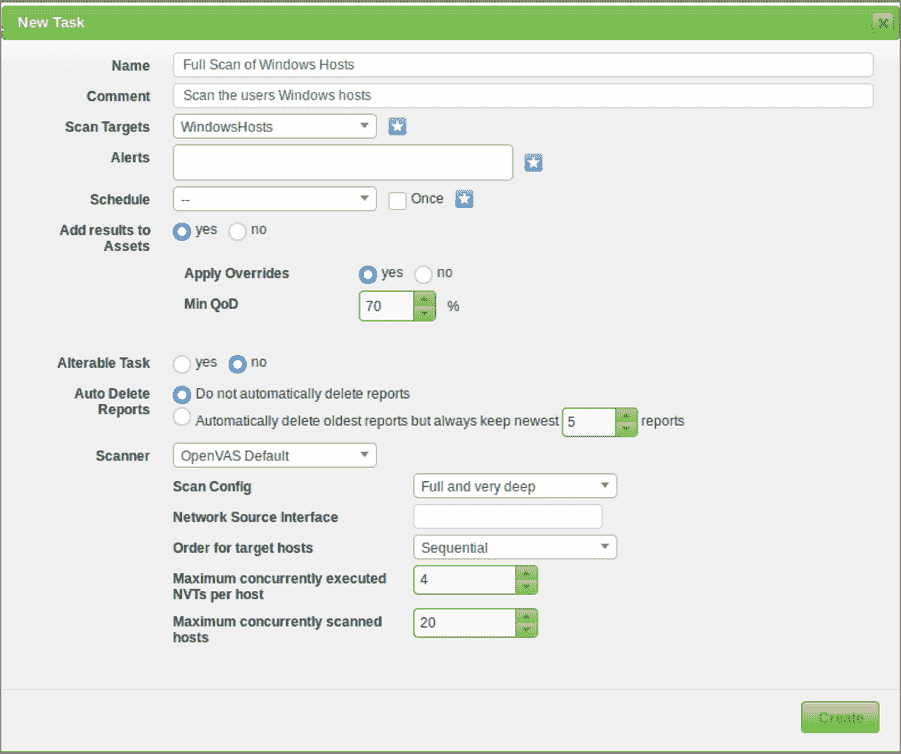 New Task
Name Full Scan of Windows Hosts
Comment Scan the users Windows hosts
Scan Targets WindowsHosts
Alerts
Schedule -- Once
Add results to yes no
Assets
Apply Overrides yes no
Min QoD 70 %
Alterable Task yes no
Auto Delete Do not automatically delete reports
Reports Automatically delete oldest reports but always keep newest 5 reports
Scanner OpenVAS Default
Scan Config Full and very deep
Network Source Interface
Order for target hosts Sequential
Maximum concurrently executed 4
NVTs per host
Maximum concurrently scanned 20
hosts
Create